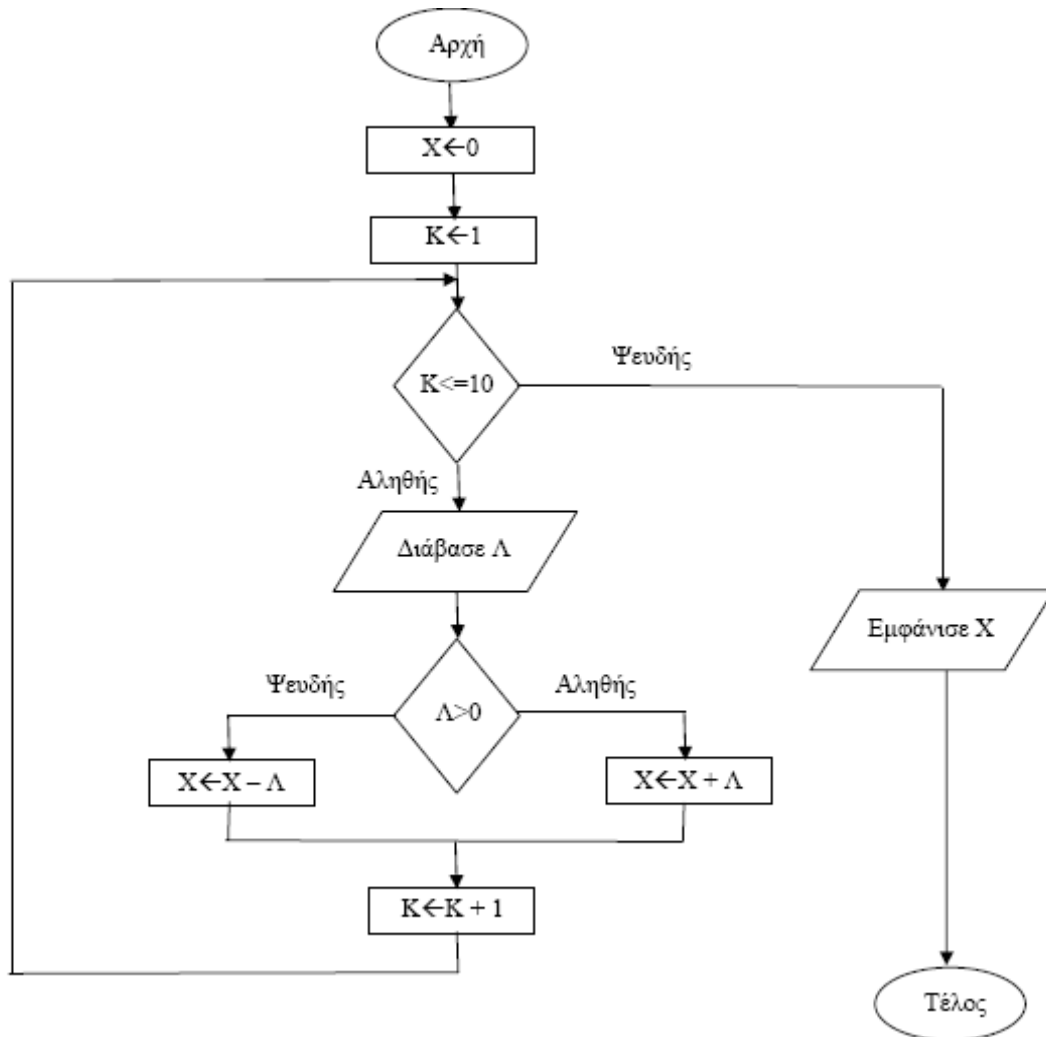 Αρχή
Χ←0
Κ←1
Κ<=10
Ψευδής
Αληθής
Διάβασε Λ
Εμφάνισε Χ
Ψευδής
Αληθής
Λ>0
Χ←Χ – Λ
Χ←Χ + Λ
Κ←Κ + 1
Τέλος